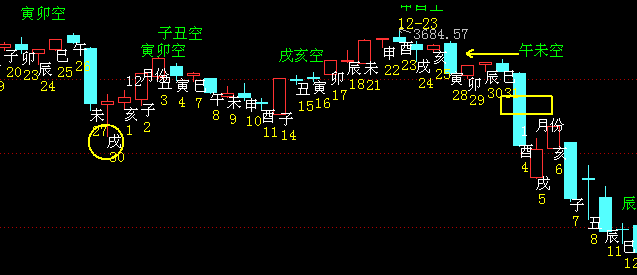 寅卯空
子丑空
寅卯空
戌亥空
午未空
申酉空
12-23
3684.57
子 20
卯 23
辰 24
巳 25
午
未 27
戌 30
亥 1
子 2
12月份
丑 3
寅 4
巳 7
午 8
未 9
申 10
酉 11
子 14
丑 15
寅 16
卯 17
辰 18
未 21
申 22
酉 23
戌 24
亥 25
寅 28
卯 29
辰 30
巳 3
1月份
酉 4
戌 5
亥 6
子 7
丑 8
辰 11
巳 12
丑
辰